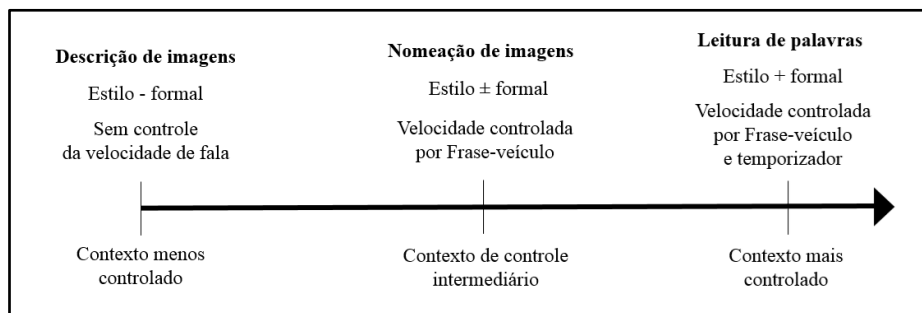 Descrição de imagens
Estilo - formal
Sem controle
da velocidade de fala
Contexto menos
controlado
Nomeação de imagens
Estilo ± formal
Velocidade controlada
por Frase-veículo
Contexto de controle
intermediário
Leitura de palavras
Estilo + formal
Velocidade controlada
por Frase-veículo
e temporizador
Contexto mais
controlado